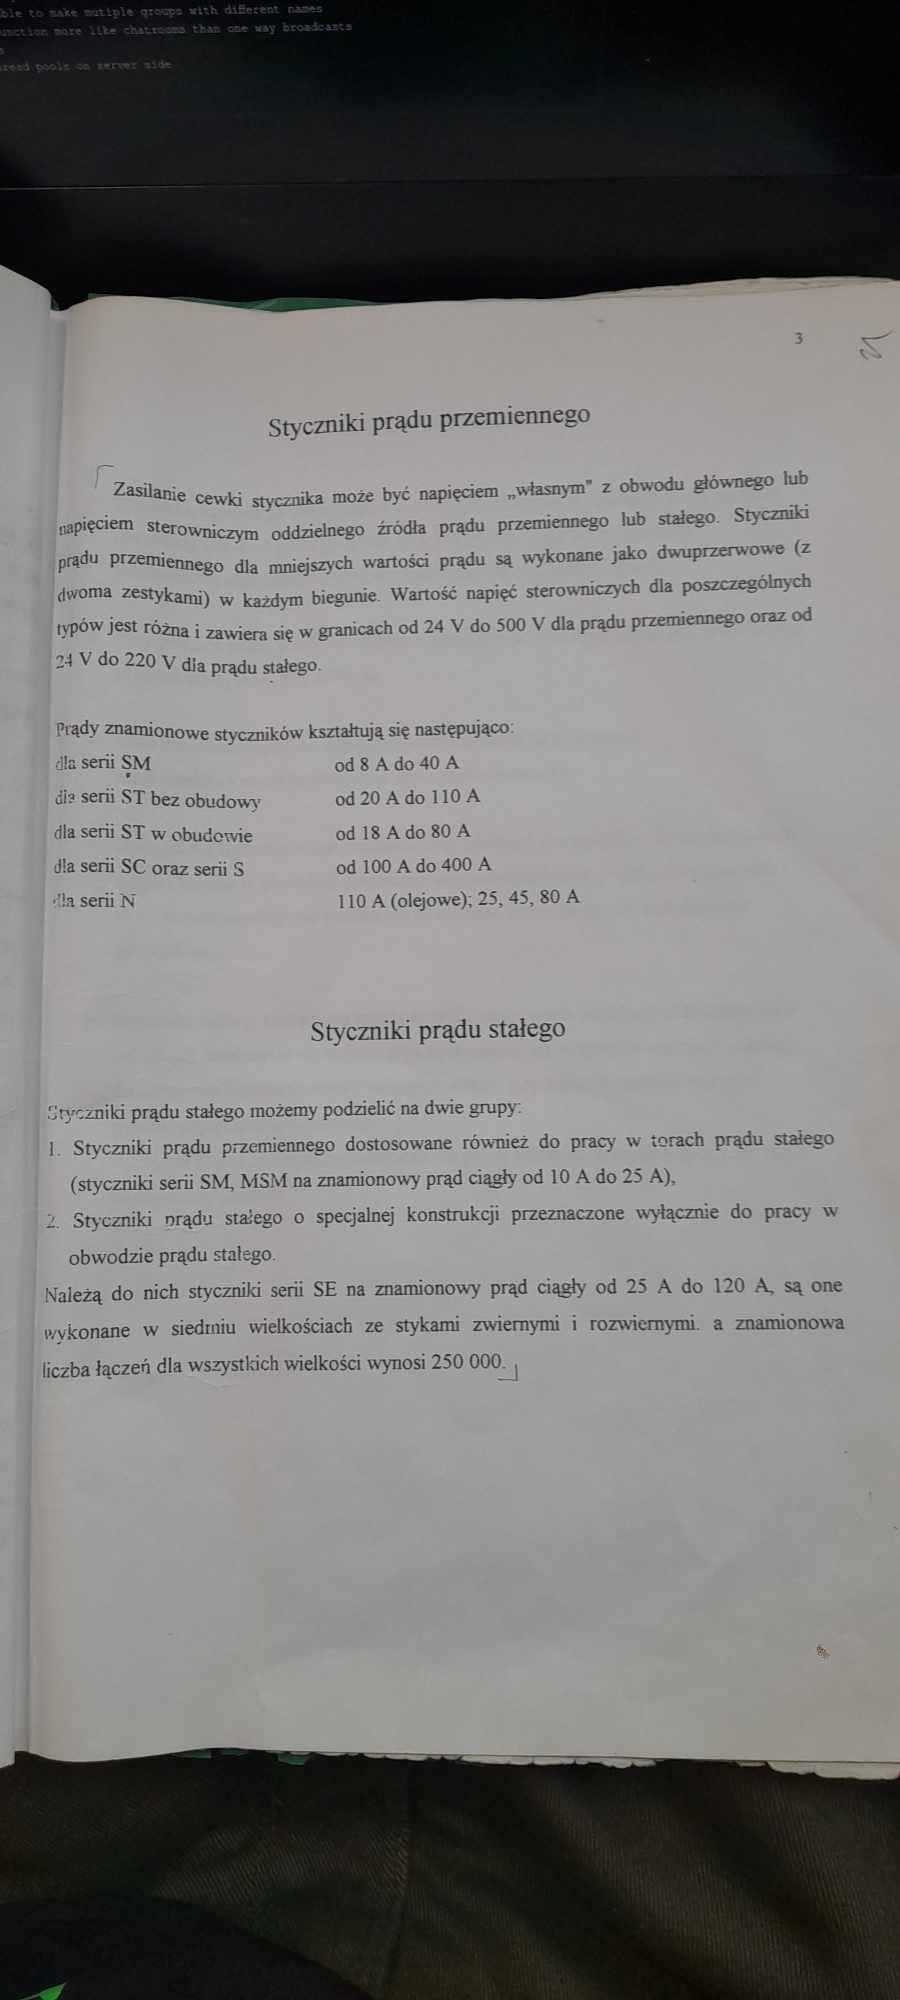 ble to make mutiple groups with different names
unction more like chatrooms than one way broadcasts
s
read pools on server side
3
Styczniki prądu przemiennego
Zasilanie cewki stycznika może być napięciem „własnym” z obwodu głównego lub
napięciem sterowniczym oddzielnego źródła prądu przemiennego lub stałego. Styczniki
prądu przemiennego dla mniejszych wartości prądu są wykonane jako dwuprzerwowe (z
dwoma zestykami) w każdym biegunie. Wartość napięć sterowniczych dla poszczególnych
typów jest różna i zawiera się w granicach od 24 V do 500 V dla prądu przemiennego oraz od
24 V do 220 V dla prądu stałego.
Prądy znamionowe styczników kształtują się następująco:
dla serii SM od 8 A do 40 A
dla serii ST bez obudowy od 20 A do 110 A
dla serii ST w obudowie od 18 A do 80 A
dla serii SC oraz serii S od 100 A do 400 A
dla serii N 110 A (olejowe); 25, 45, 80 A
Styczniki prądu stałego
Styczniki prądu stałego możemy podzielić na dwie grupy:
1. Styczniki prądu przemiennego dostosowane również do pracy w torach prądu stałego
(styczniki serii SM, MSM na znamionowy prąd ciągły od 10 A do 25 A),
2. Styczniki prądu stałego o specjalnej konstrukcji przeznaczone wyłącznie do pracy w
obwodzie prądu stałego.
Należą do nich styczniki serii SE na znamionowy prąd ciągły od 25 A do 120 A, są one
wykonane w siedmiu wielkościach ze stykami zwiernymi i rozwiernymi. a znamionowa
liczba łączeń dla wszystkich wielkości wynosi 250 000.